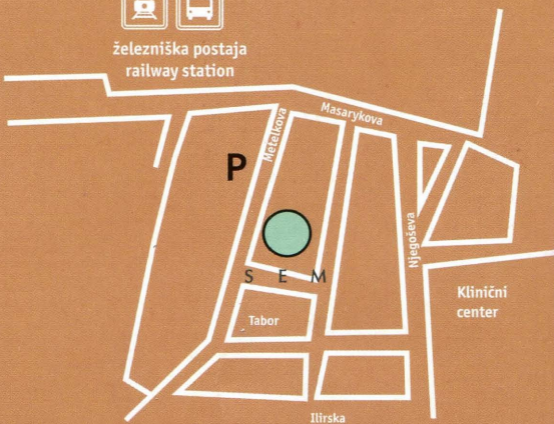 železniška postaja
railway station
Masarykova
Metelkova
P
Njegoševa
S E M
Klinični
center
Tabor
Ilirska